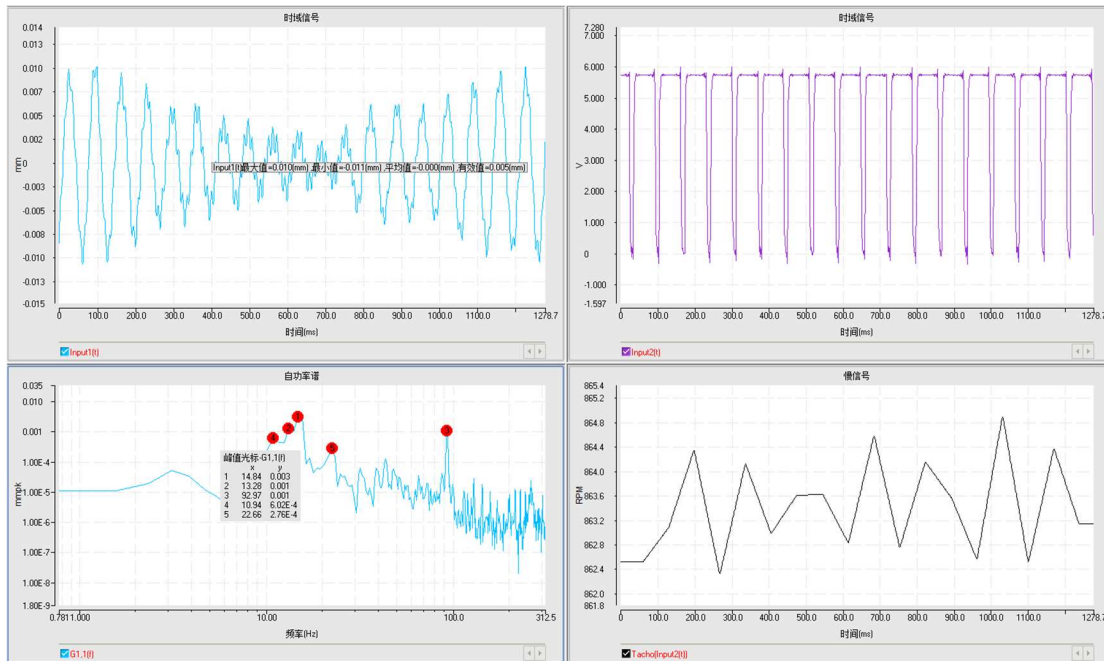 时域信号
0.014
0.013
0.010
0.007
0.005
0.002
-0.003
-0.005
-0.008
-0.010
-0.013
-0.015
mm
Input1(t)最大值=0.010(mm) ,最小值=-0.011(mm) ,平均值=-0.000(mm) ,有效值=0.005(mm)
0 100.0 200.0 300.0 400.0 500.0 600.0 700.0 800.0 900.0 1000.0 1100.0 1278.7
时间(ms)
Input1(t)
时域信号
7.280
7.000
6.000
5.000
4.000
3.000
2.000
1.000
0
-1.000
-1.597
V
0 100.0 200.0 300.0 400.0 500.0 600.0 700.0 800.0 900.0 1000.0 1100.0 1278.7
时间(ms)
Input2(t)
自功率谱
0.035
0.010
0.001
1.00E-4
1.00E-5
1.00E-6
1.00E-7
1.00E-8
1.80E-9
mmpk
4 2 1 5 3
峰值光标-G1,1(f)
x y
1 14.84 0.003
2 13.28 0.001
3 92.97 0.001
4 10.94 6.02E-4
5 22.66 2.76E-4
0.781 1.000 10.00 100.0 312.5
频率(Hz)
G1,1(f)
慢信号
865.4
864.8
864.4
864.0
863.6
863.2
862.8
862.4
862.0
861.8
RPM
0 100.0 200.0 300.0 400.0 500.0 600.0 700.0 800.0 900.0 1000.0 1100.0 1278.7
时间(ms)
Tacho(Input2(t))